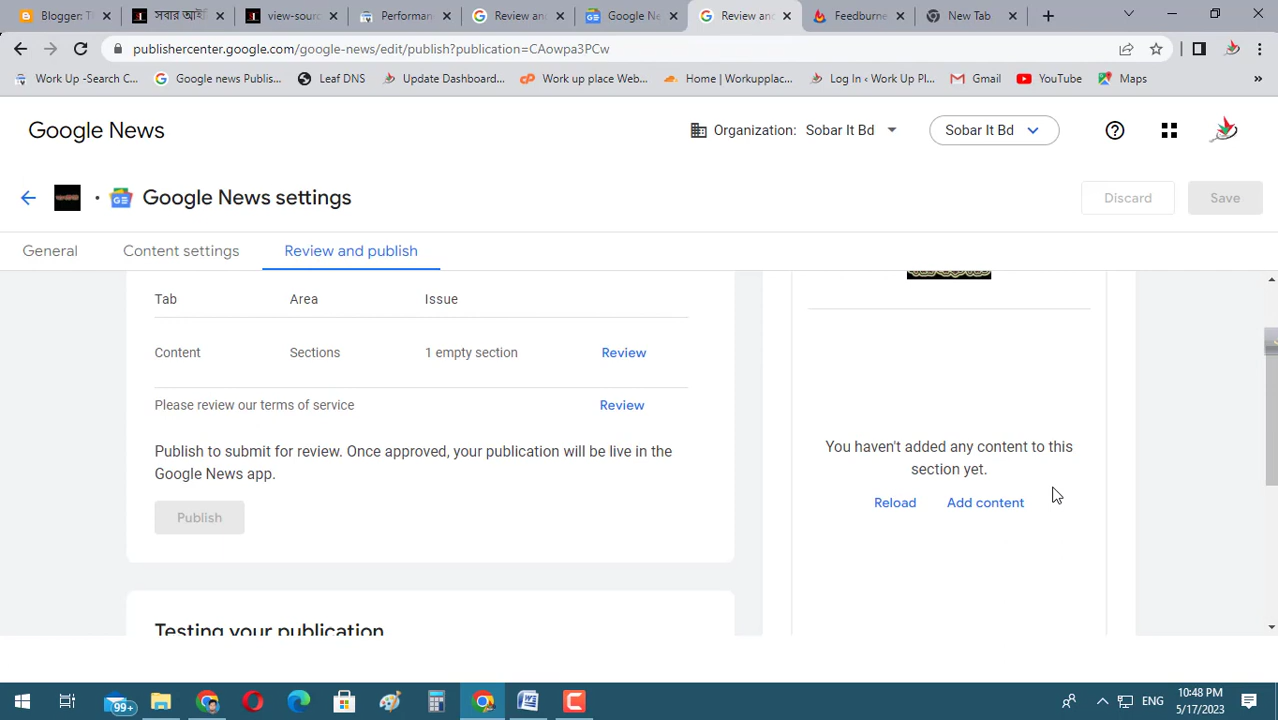 Blogger: T
সবার আইা
view-sourc
Performan
Review an
Google Ne
Review an
Feedburne
New Tab
publishercenter.google.com/google-news/edit/publish?publication=CAowpa3PCw
Work Up -Search C...
Google news Publis...
Leaf DNS
Update Dashboard...
Work up place Web...
Home | Workupplac...
Log In ‹ Work Up Pl...
Gmail
YouTube
Maps
»
Google News
Organization: Sobar It Bd
Sobar It Bd
Google News settings
Discard
Save
General
Content settings
Review and publish
Tab
Area
Issue
Content
Sections
1 empty section
Review
Please review our terms of service
Review
Publish to submit for review. Once approved, your publication will be live in the
Google News app.
Publish
You haven't added any content to this
section yet.
Reload
Add content
Testing your publication
99+
ENG
10:48 PM
5/17/2023